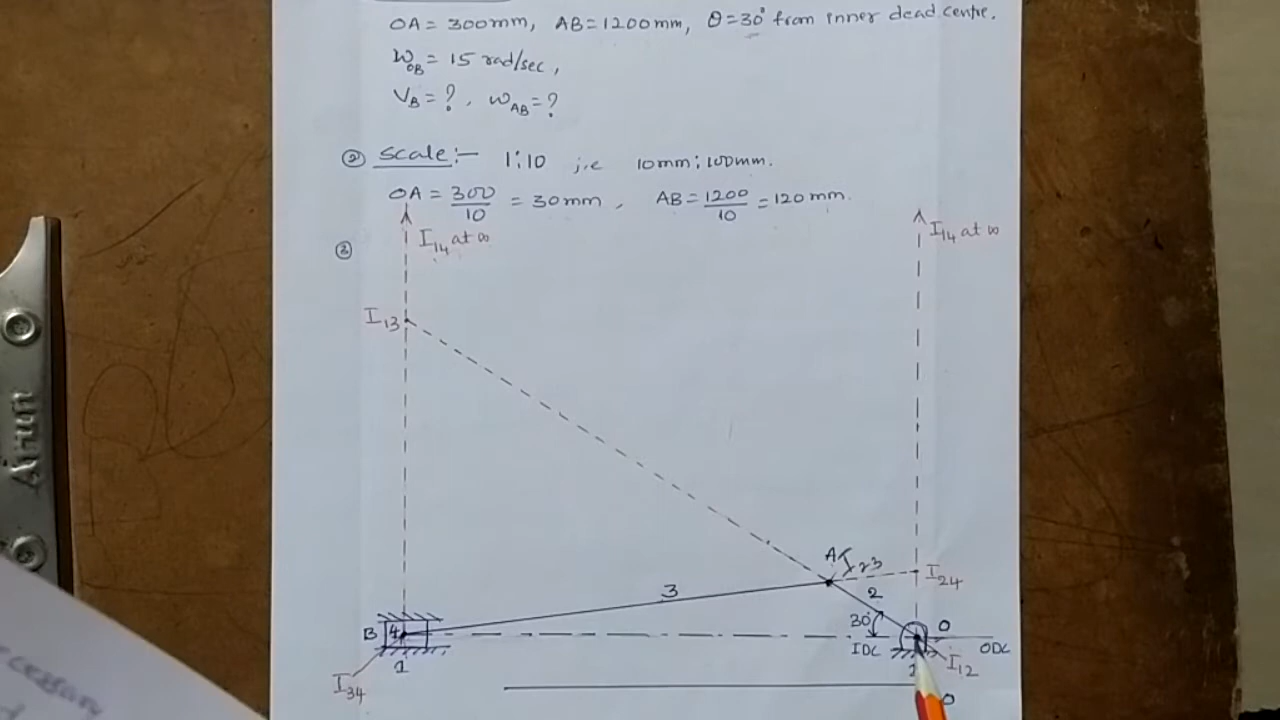 OA = 300mm, AB = 1200mm, θ = 30° from inner dead centre.
ω_OB = 15 rad/sec,
V_B = ?, ω_AB = ?
② Scale:- 1:10 i.e 10mm:100mm.
OA = 300/10 = 30mm, AB = 1200/10 = 120mm.
③
I14 at ∞
I14 at ∞
I13
A I23
I24
3
2
30°
B 4
O
IDC
ODC
1
1
I12
I34
O